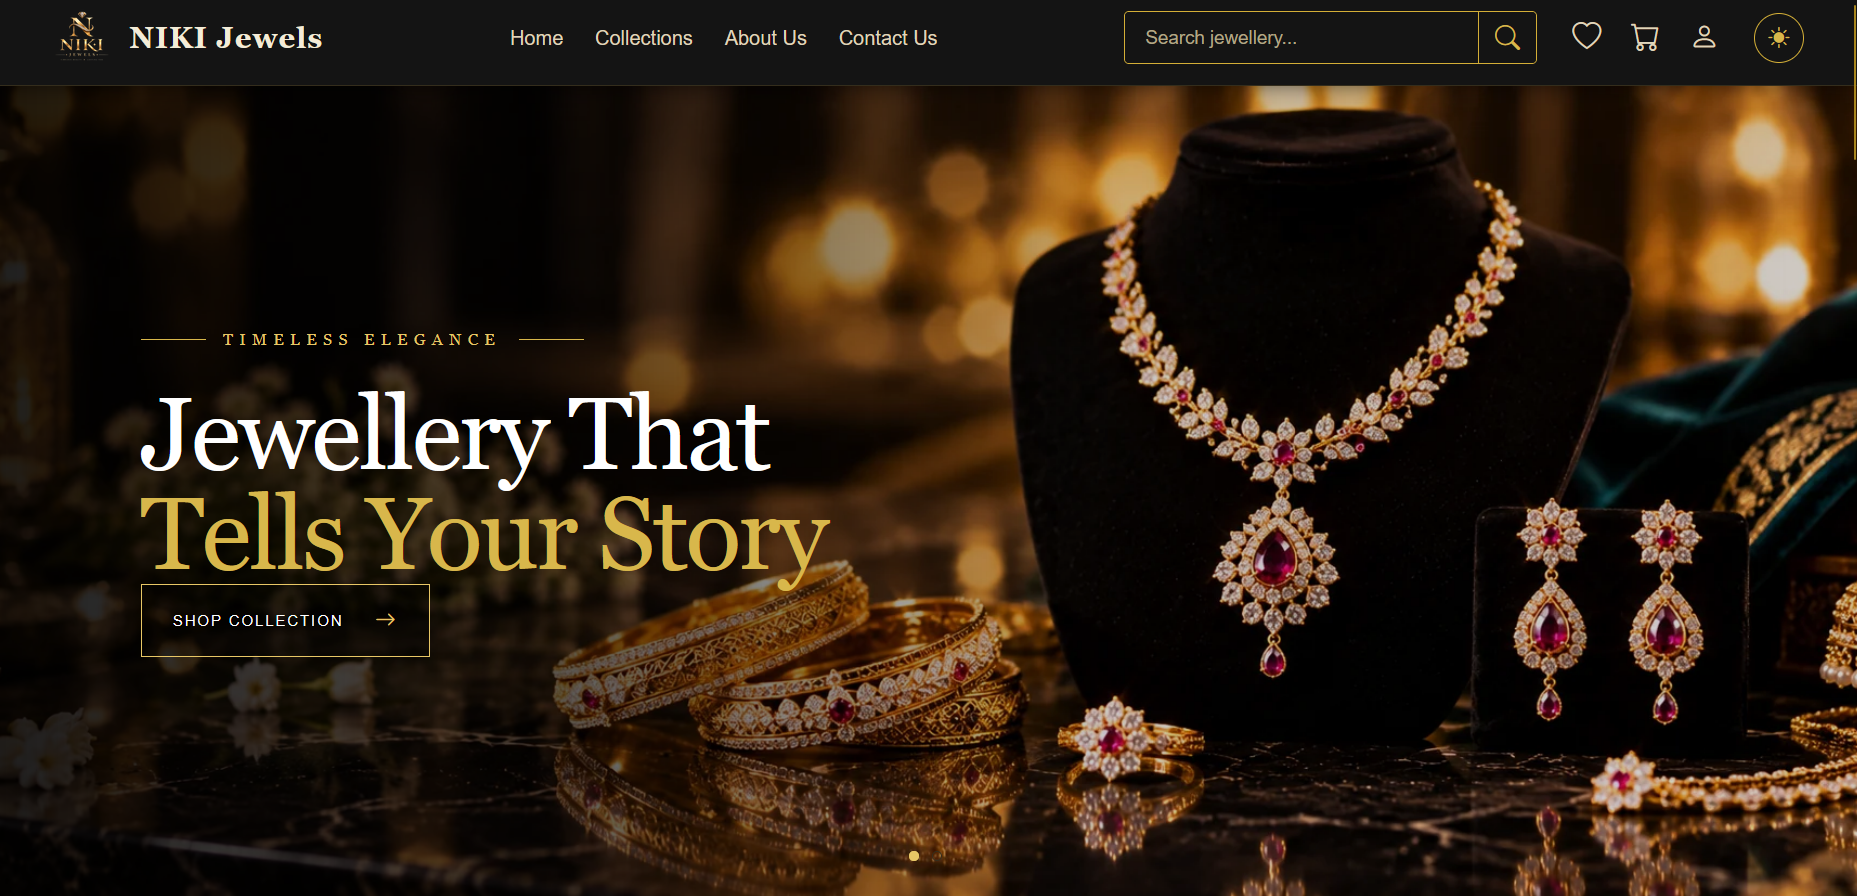 NIKI
JEWELS
NIKI Jewels
Home
Collections
About Us
Contact Us
Search jewellery...
TIMELESS ELEGANCE
Jewellery That
Tells Your Story
SHOP COLLECTION →